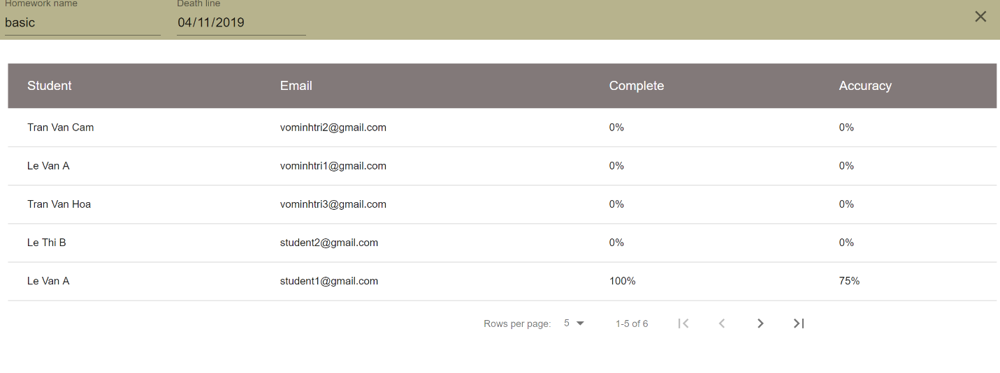 Homework name Death line
basic 04/11/2019
Student Email Complete Accuracy
Tran Van Cam vominhtri2@gmail.com 0% 0%
Le Van A vominhtri1@gmail.com 0% 0%
Tran Van Hoa vominhtri3@gmail.com 0% 0%
Le Thi B student2@gmail.com 0% 0%
Le Van A student1@gmail.com 100% 75%
Rows per page: 5 1-5 of 6